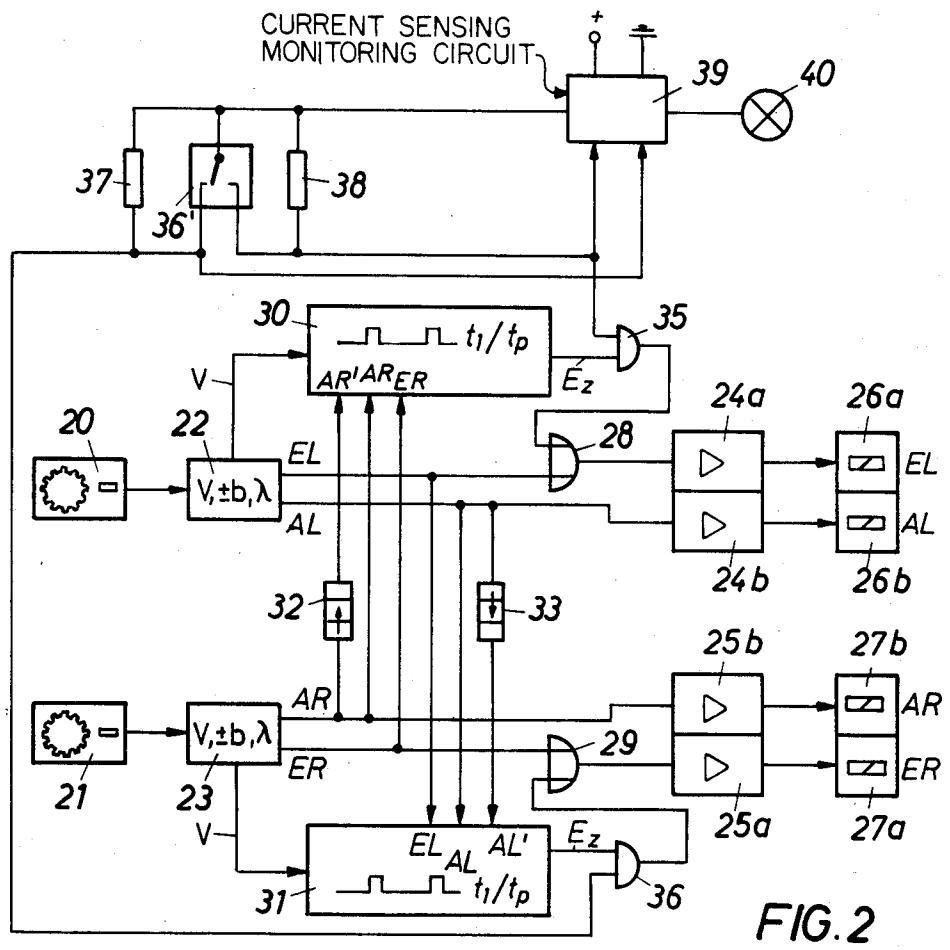 CURRENT SENSING
MONITORING CIRCUIT
+
39
40
37
36'
38
30
t1/tp
35
AR' AR ER
Ez
V
20
22
V,±b,λ
EL
AL
28
24a
26a
EL
AL
24b
26b
32
33
25b
27b
AR
ER
21
23
V,±b,λ
AR
ER
29
25a
27a
V
EL AL AL'
Ez
31
t1/tp
36
FIG.2